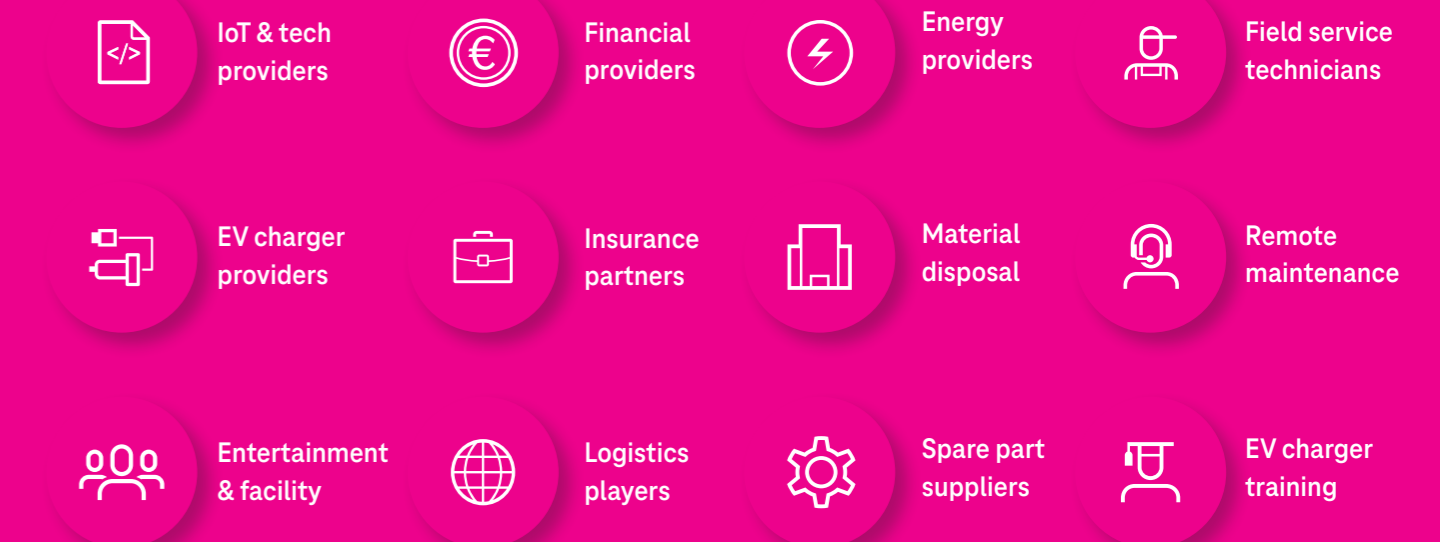 IoT & tech
providers
Financial
providers
Energy
providers
Field service
technicians
EV charger
providers
Insurance
partners
Material
disposal
Remote
maintenance
Entertainment
& facility
Logistics
players
Spare part
suppliers
EV charger
training